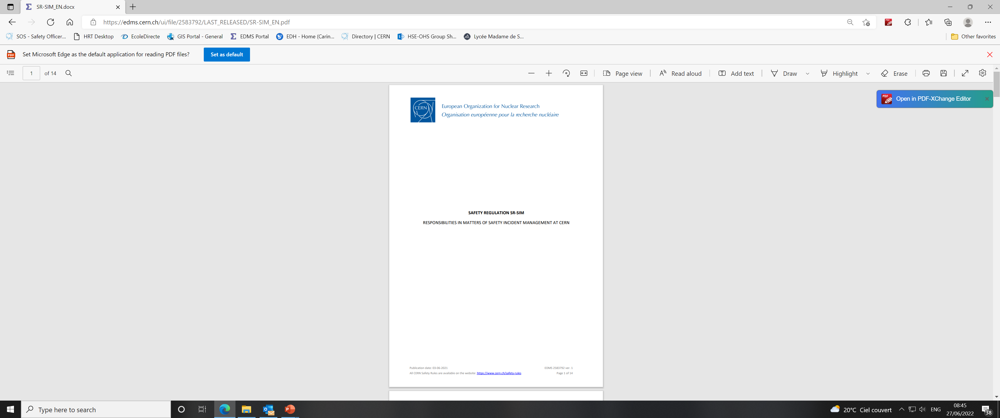 SR-SIM_EN.docx
https://edms.cern.ch/ui/file/2583792/LAST_RELEASED/SR-SIM_EN.pdf
SOS - Safety Officer... HRT Desktop EcoleDirecte GIS Portal - General EDMS Portal EDH - Home (Carin... Directory | CERN HSE-OHS Group Sh... Lycée Madame de S... Other favorites
Set Microsoft Edge as the default application for reading PDF files? Set as default
1 of 14 Page view Read aloud Add text Draw Highlight Erase
Open in PDF-XChange Editor
CERN
European Organization for Nuclear Research
Organisation européenne pour la recherche nucléaire
SAFETY REGULATION SR-SIM
RESPONSIBILITIES IN MATTERS OF SAFETY INCIDENT MANAGEMENT AT CERN
Publication date: 03-06-2021 EDMS 2583792 ver. 1
All CERN Safety Rules are available on the website: https://www.cern.ch/safety-rules Page 1 of 14
Type here to search
20°C Ciel couvert ENG
08:45
27/06/2022
38